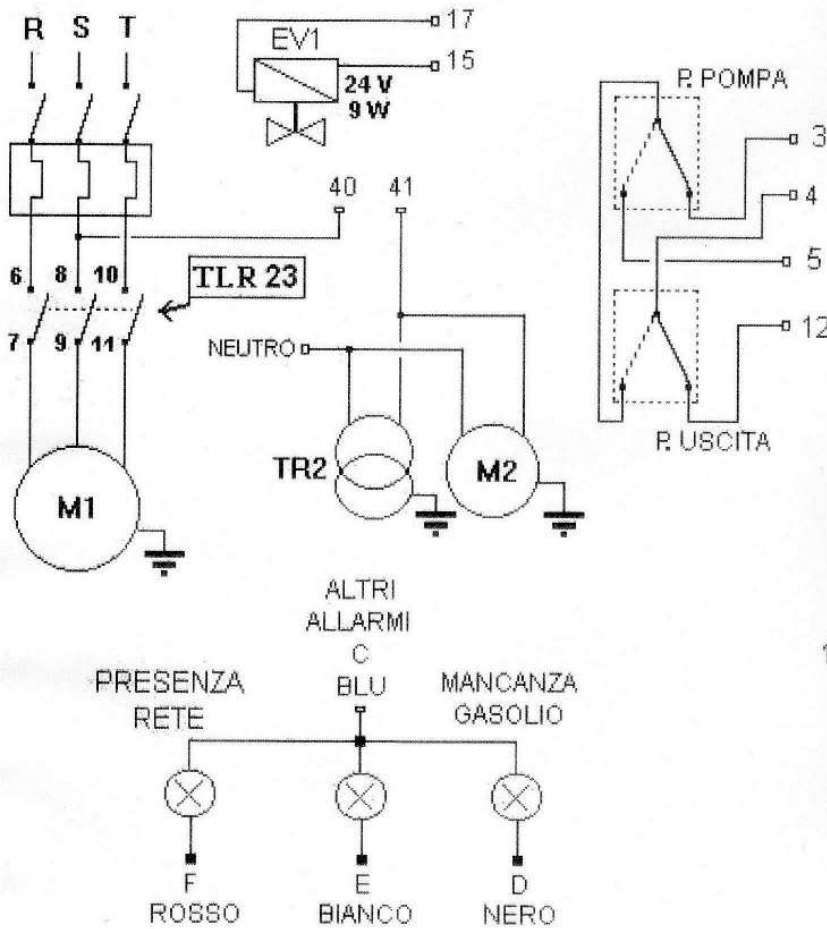 R S T
EV1
17
15
24 V
9 W
P. POMPA
3
4
5
12
P. USCITA
40 41
6 8 10
TLR 23
7 9 11
NEUTRO
M1
TR2
M2
ALTRI
ALLARMI
C
BLU
PRESENZA
RETE
MANCANZA
GASOLIO
F
ROSSO
E
BIANCO
D
NERO
1